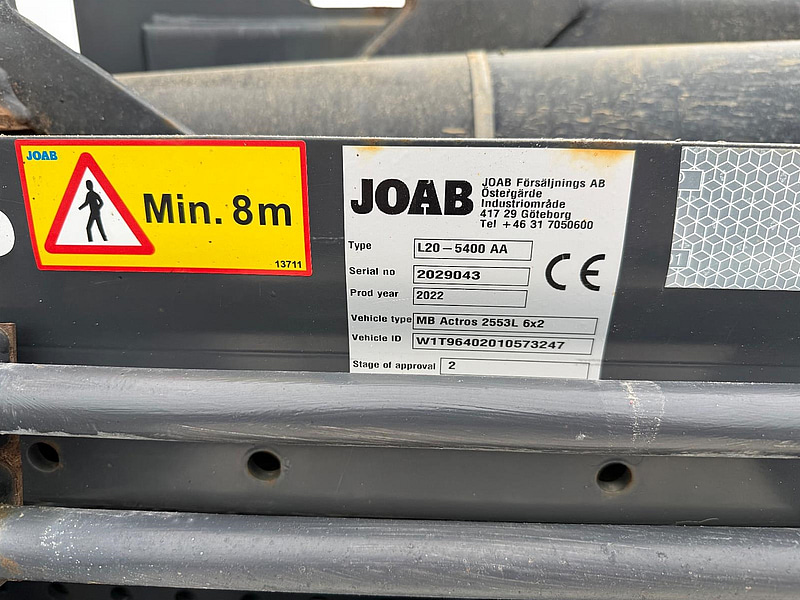 JOAB
Min. 8m
13711
JOAB
JOAB Försäljnings AB
Östergärde
Industriområde
417 29 Göteborg
Tel +46 31 7050600
Type L20-5400 AA
Serial no 2029043
Prod year 2022
CE
Vehicle type MB Actros 2553L 6x2
Vehicle ID W1T96402010573247
Stage of approval 2